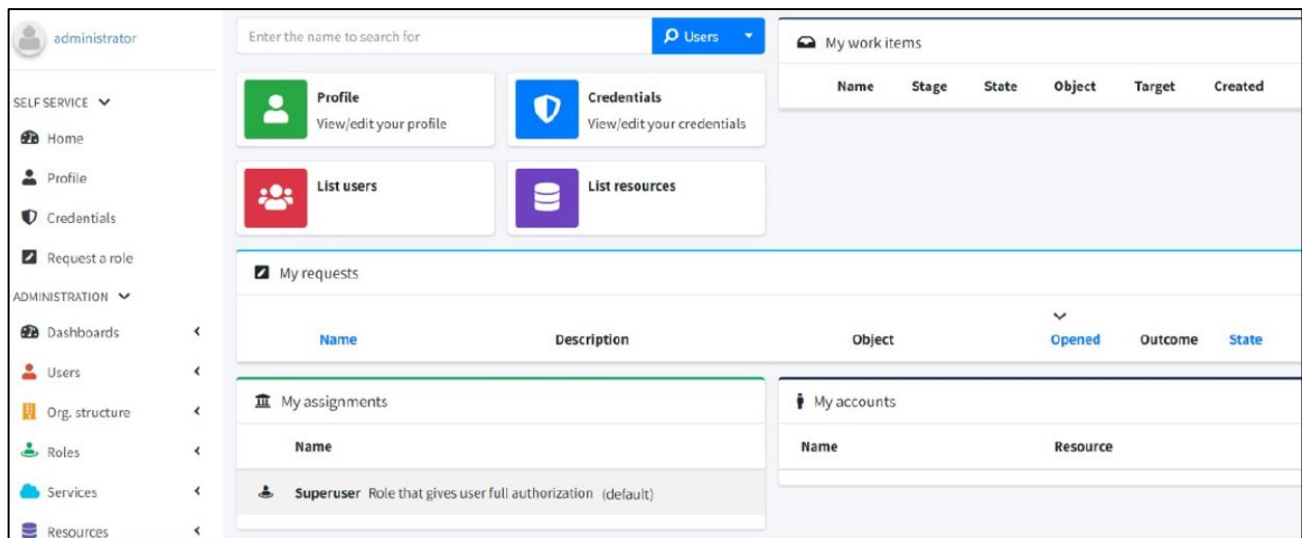 administrator
SELF SERVICE
Home
Profile
Credentials
Request a role
ADMINISTRATION
Dashboards
Users
Org. structure
Roles
Services
Resources
Enter the name to search for
Users
Profile
View/edit your profile
Credentials
View/edit your credentials
List users
List resources
My work items
Name Stage State Object Target Created
My requests
Name Description Object Opened Outcome State
My assignments
Name
Superuser Role that gives user full authorization (default)
My accounts
Name Resource